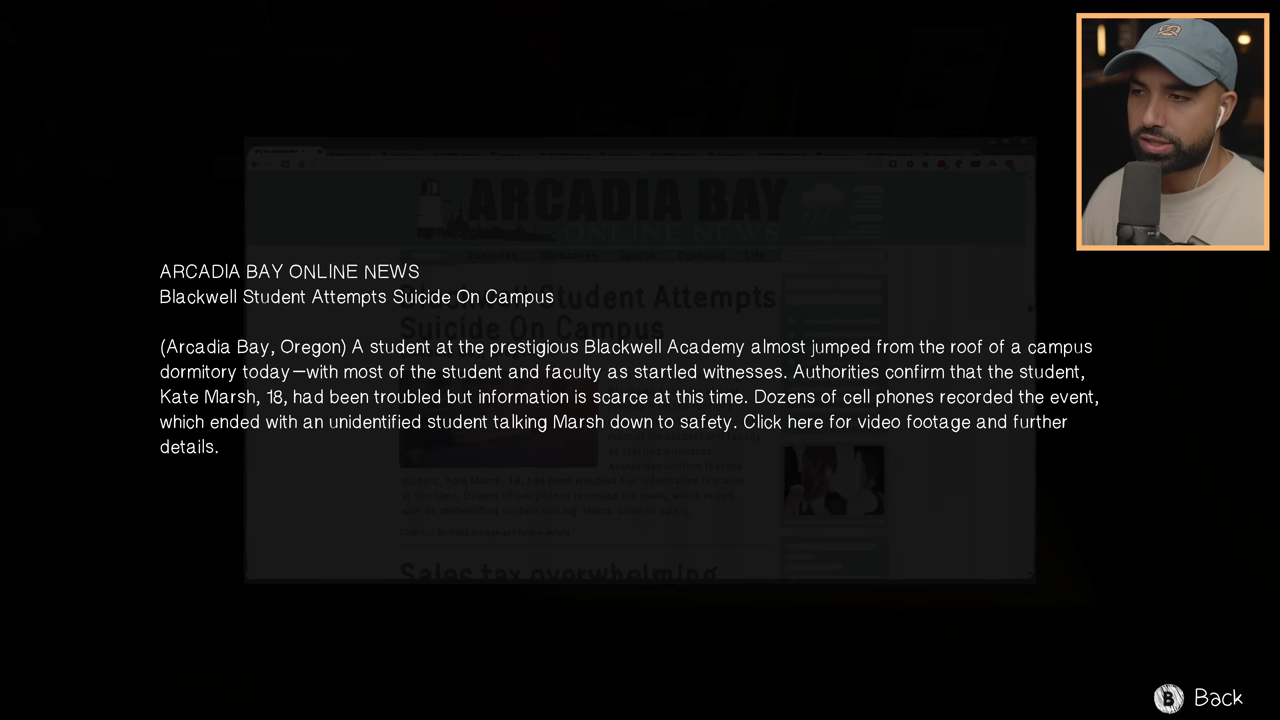 ARCADIA BAY
ONLINE NEWS
ARCADIA BAY ONLINE NEWS
Blackwell Student Attempts Suicide On Campus
(Arcadia Bay, Oregon) A student at the prestigious Blackwell Academy almost jumped from the roof of a campus
dormitory today—with most of the student and faculty as startled witnesses. Authorities confirm that the student,
Kate Marsh, 18, had been troubled but information is scarce at this time. Dozens of cell phones recorded the event,
which ended with an unidentified student talking Marsh down to safety. Click here for video footage and further
details.
Student Attempts
Suicide On Campus
Sales tax overwhelming
B Back